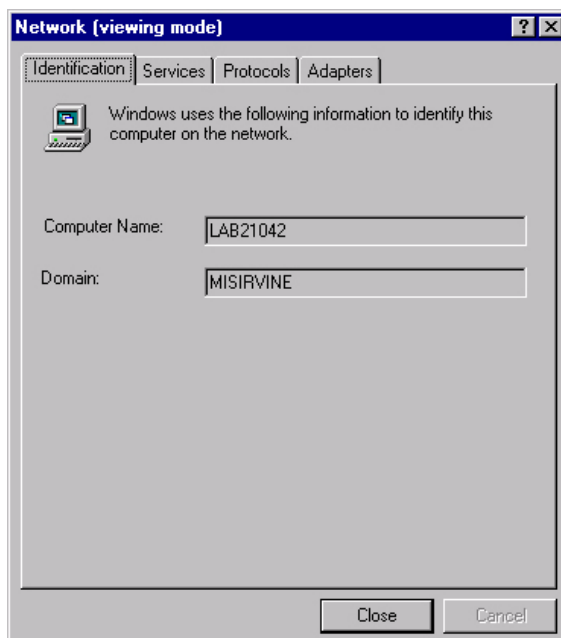 Network (viewing mode)
Identification Services Protocols Adapters
Windows uses the following information to identify this
computer on the network.
Computer Name: LAB21042
Domain: MISIRVINE
Close Cancel